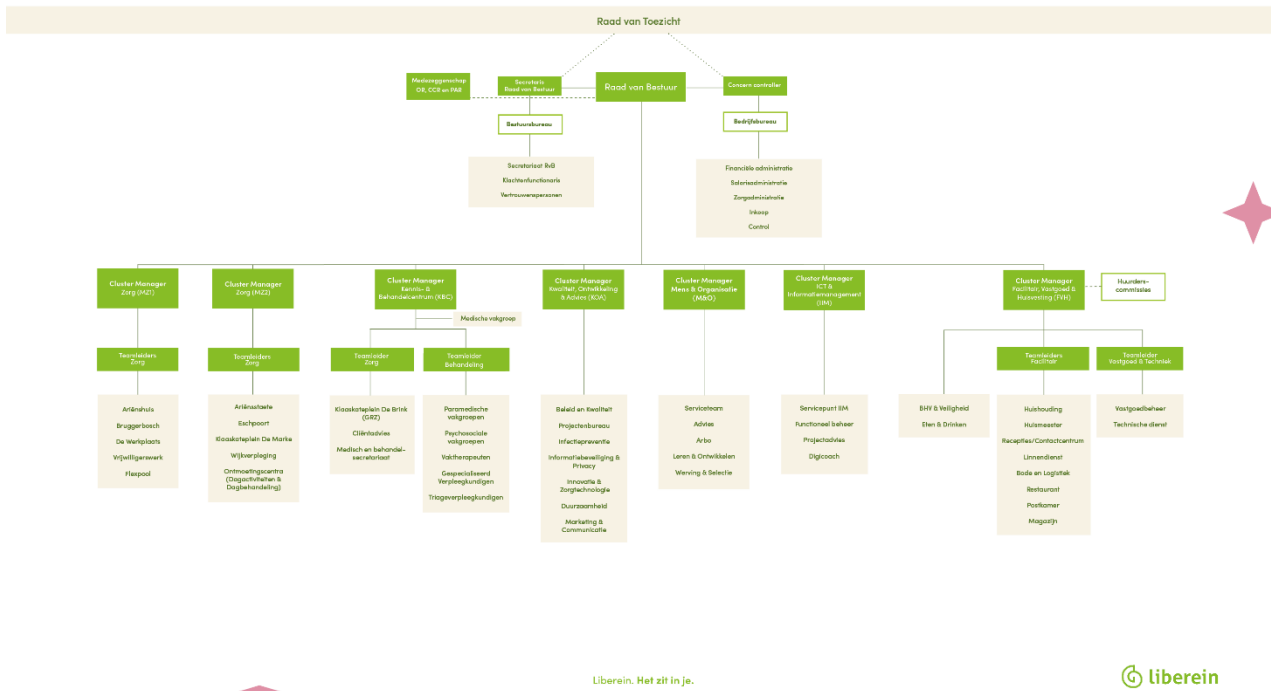 Raad van Toezicht
Medezeggenschap
OR, CCR en PAR
Secretaris
Raad van Bestuur
Raad van Bestuur
Concern controller
Bestuursbureau
Bedrijfsbureau
Secretariaat RvB
Klachtenfunctionaris
Vertrouwenspersonen
Financiële administratie
Salarisadministratie
Zorgadministratie
Inkoop
Control
Cluster Manager
Zorg (MZ1)
Cluster Manager
Zorg (MZ2)
Cluster Manager
Kennis- &
Behandelcentrum (KBC)
Cluster Manager
Kwaliteit, Ontwikkeling
& Advies (KOA)
Cluster Manager
Mens & Organisatie
(M&O)
Cluster Manager
ICT &
Informatiemanagement
(IIM)
Cluster Manager
Facilitair, Vastgoed &
Huisvesting (FVH)
Huurders-
commissies
Medische vakgroep
Teamleiders
Zorg
Teamleiders
Zorg
Teamleider
Zorg
Teamleider
Behandeling
Teamleiders
Facilitair
Teamleider
Vastgoed & Techniek
Ariënshuis
Bruggerbosch
De Werkplaats
Vrijwilligerswerk
Flexpool
Ariënsstaete
Eschpoort
Klaaskateplein De Marke
Wijkverpleging
Ontmoetingscentra
(Dagactiviteiten &
Dagbehandeling)
Klaaskateplein De Brink
(GRZ)
Cliëntadvies
Medisch en behandel-
secretariaat
Paramedische
vakgroepen
Psychosociale
vakgroepen
Vaktherapeuten
Gespecialiseerd
Verpleegkundigen
Triageverpleegkundigen
Beleid en Kwaliteit
Projectenbureau
Infectiepreventie
Informatiebeveiliging &
Privacy
Innovatie &
Zorgtechnologie
Duurzaamheid
Marketing &
Communicatie
Serviceteam
Advies
Arbo
Leren & Ontwikkelen
Werving & Selectie
Servicepunt IIM
Functioneel beheer
Projectadvies
Digicoach
BHV & Veiligheid
Eten & Drinken
Huishouding
Huismeester
Recepties/Contactcentrum
Linnendienst
Bode en Logistiek
Restaurant
Postkamer
Magazijn
Vastgoedbeheer
Technische dienst
Liberein. Het zit in je.
liberein